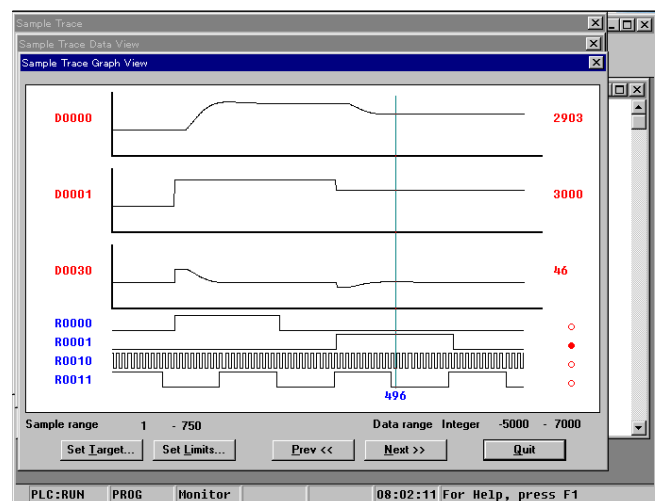 Sample Trace
Sample Trace Data View
Sample Trace Graph View
D0000 2903
D0001 3000
D0030 46
R0000
R0001
R0010
R0011
496
Sample range 1 - 750 Data range Integer -5000 - 7000
Set Target... Set Limits... Prev << Next >> Quit
PLC:RUN PROG Monitor 08:02:11 For Help, press F1